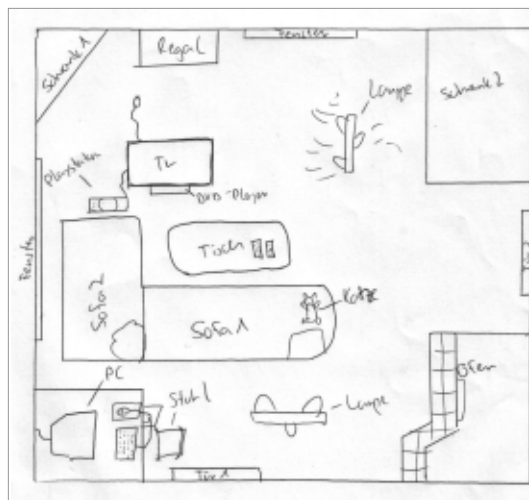 Schrank 1
Regal
Fenster
Lampe
Schrank 2
TV
Playstation
DVD-Player
Fenster
Tisch
Sofa 2
Sofa 1
Katze
PC
Stuhl
Lampe
Ofen
Tür 1